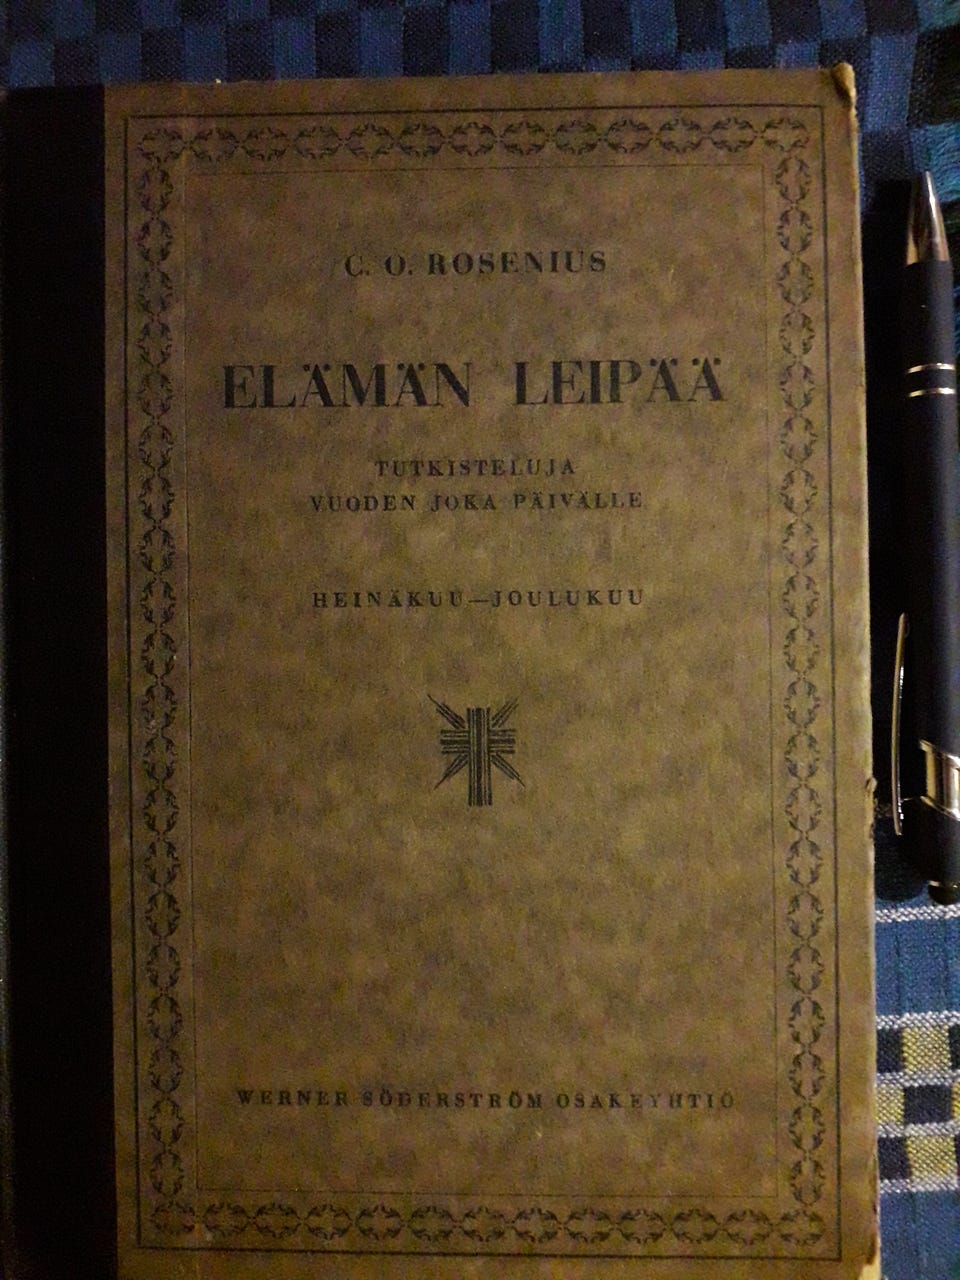 C. O. ROSENIUS
ELÄMÄN LEIPÄÄ
TUTKISTELUJA
VUODEN JOKA PÄIVÄLLE
HEINÄKUU—JOULUKUU
WERNER SÖDERSTRÖM OSAKEYHTIÖ